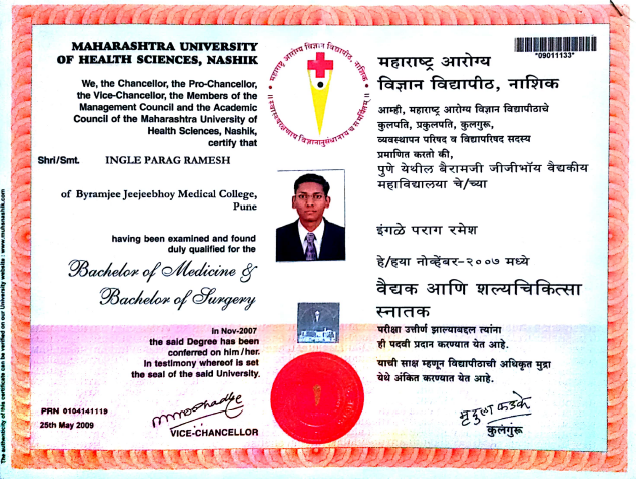 MAHARASHTRA UNIVERSITY
OF HEALTH SCIENCES, NASHIK
We, the Chancellor, the Pro-Chancellor,
the Vice-Chancellor, the Members of the
Management Council and the Academic
Council of the Maharashtra University of
Health Sciences, Nashik,
certify that
Shri/Smt. INGLE PARAG RAMESH
of Byramjee Jeejeebhoy Medical College,
Pune
having been examined and found
duly qualified for the
Bachelor of Medicine &
Bachelor of Surgery
in Nov-2007
the said Degree has been
conferred on him/her.
In testimony whereof is set
the seal of the said University.
PRN 0104141119
25th May 2009
VICE-CHANCELLOR
महाराष्ट्र आरोग्य विज्ञान विद्यापीठ, नाशिक
*09011133*
महाराष्ट्र आरोग्य
विज्ञान विद्यापीठ, नाशिक
आम्ही, महाराष्ट्र आरोग्य विज्ञान विद्यापीठाचे
कुलपति, प्रकुलपति, कुलगुरू,
व्यवस्थापन परिषद व विद्यापरिषद सदस्य
प्रमाणित करतो की,
पुणे येथील बैरामजी जीजीभॉय वैद्यकीय
महाविद्यालया चे/च्या
इंगळे पराग रमेश
हे/ह्या नोव्हेंबर-२००७ मध्ये
वैद्यक आणि शल्यचिकित्सा
स्नातक
परीक्षा उत्तीर्ण झाल्याबद्दल त्यांना
ही पदवी प्रदान करण्यात येत आहे.
याची साक्ष म्हणून विद्यापीठाची अधिकृत मुद्रा
येथे अंकित करण्यात येत आहे.
मृदुला फडके
कुलगुरू
The authenticity of this certificate can be verified on our University website : www.muhsnashik.com